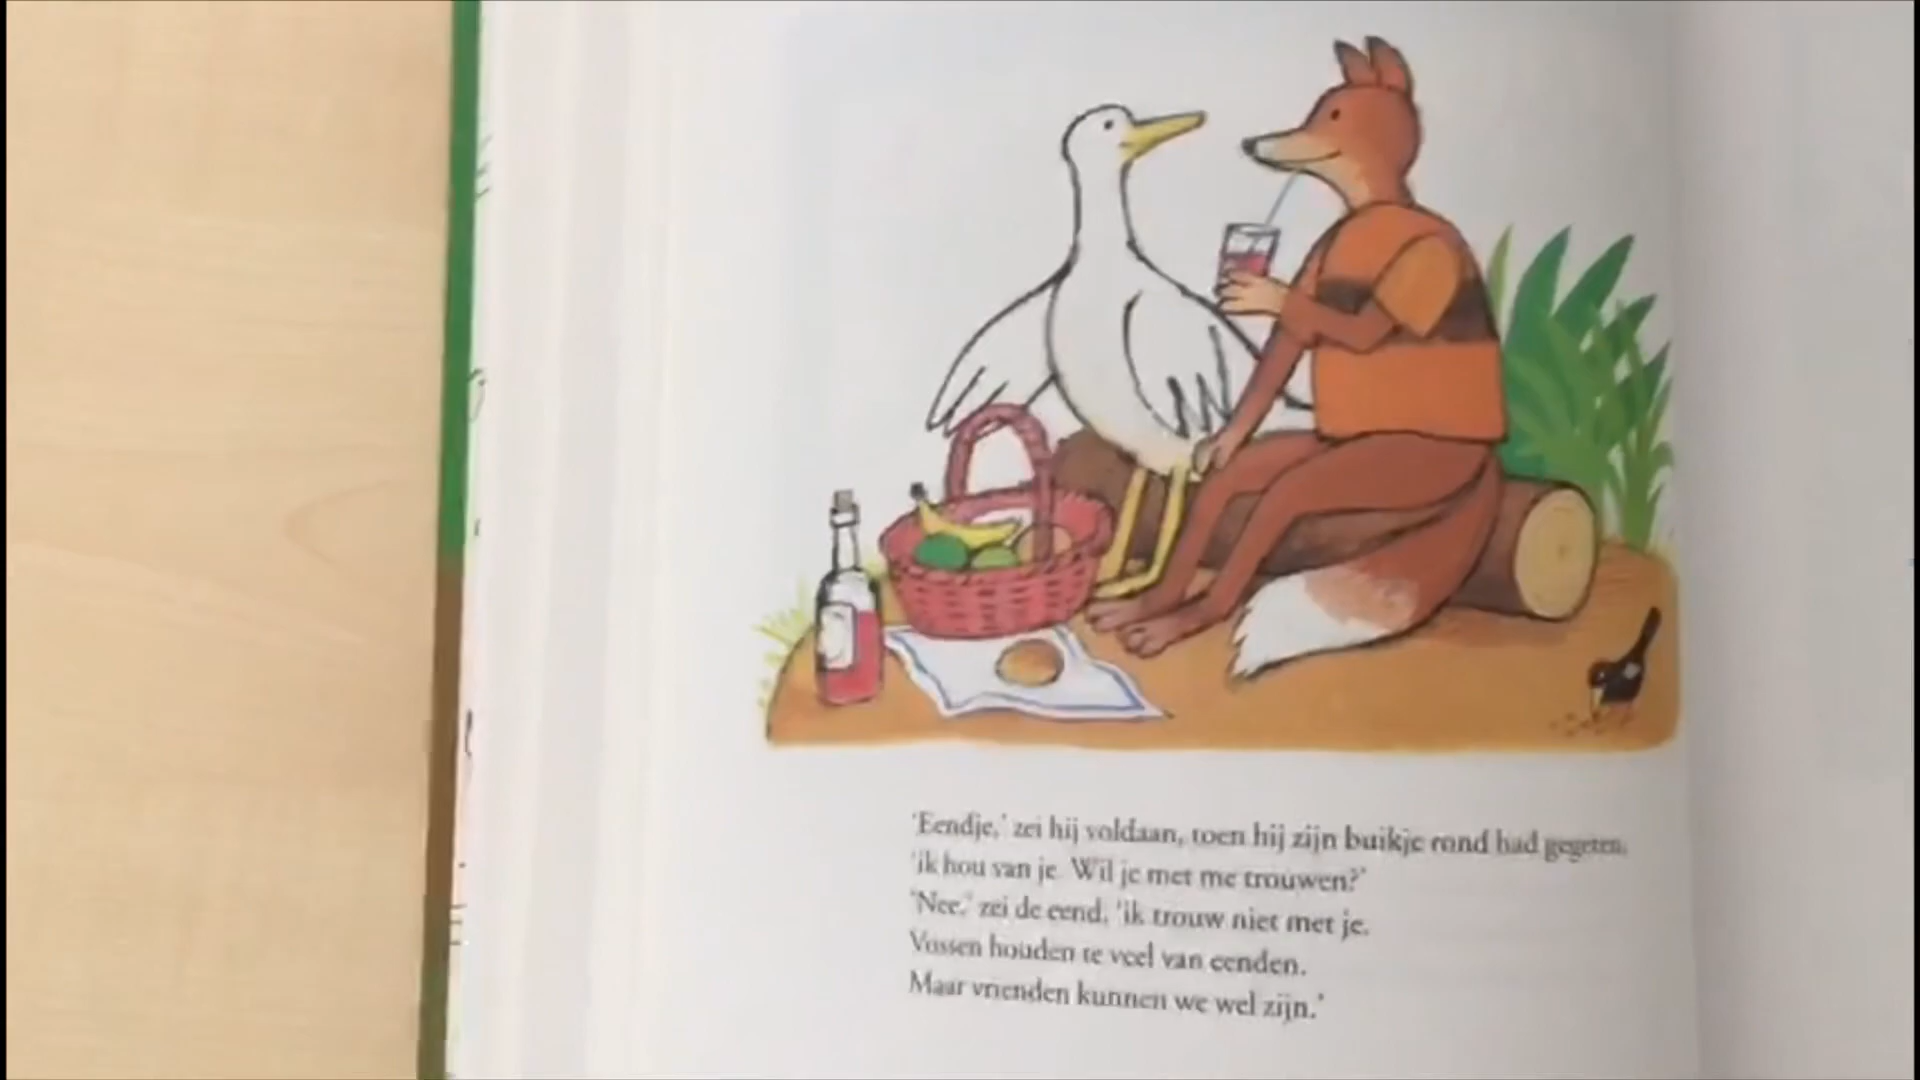 'Eendje,' zei hij voldaan, toen hij zijn buikje rond had gegeten,
'ik hou van je. Wil je met me trouwen?'
'Nee,' zei de eend, 'ik trouw niet met je.
Vossen houden te veel van eenden.
Maar vrienden kunnen we wel zijn.'